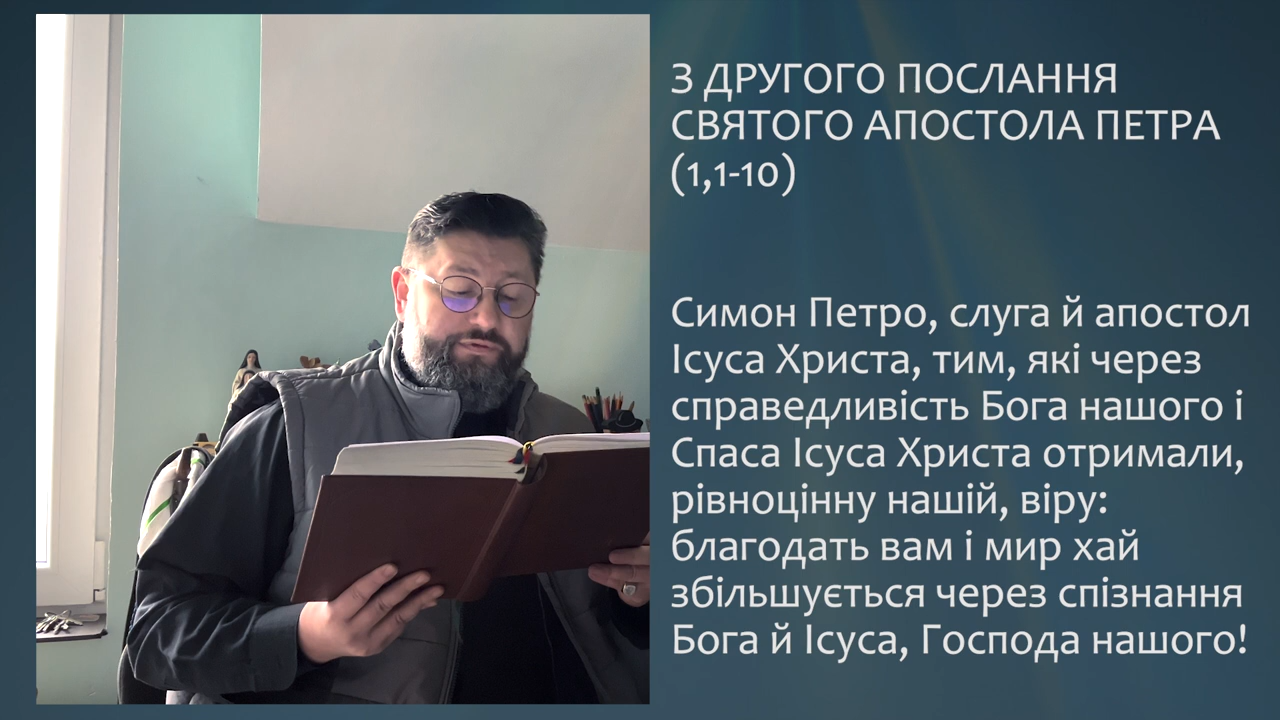 З ДРУГОГО ПОСЛАННЯ
СВЯТОГО АПОСТОЛА ПЕТРА
(1,1-10)
Симон Петро, слуга й апостол
Ісуса Христа, тим, які через
справедливість Бога нашого і
Спаса Ісуса Христа отримали,
рівноцінну нашій, віру:
благодать вам і мир хай
збільшується через спізнання
Бога й Ісуса, Господа нашого!